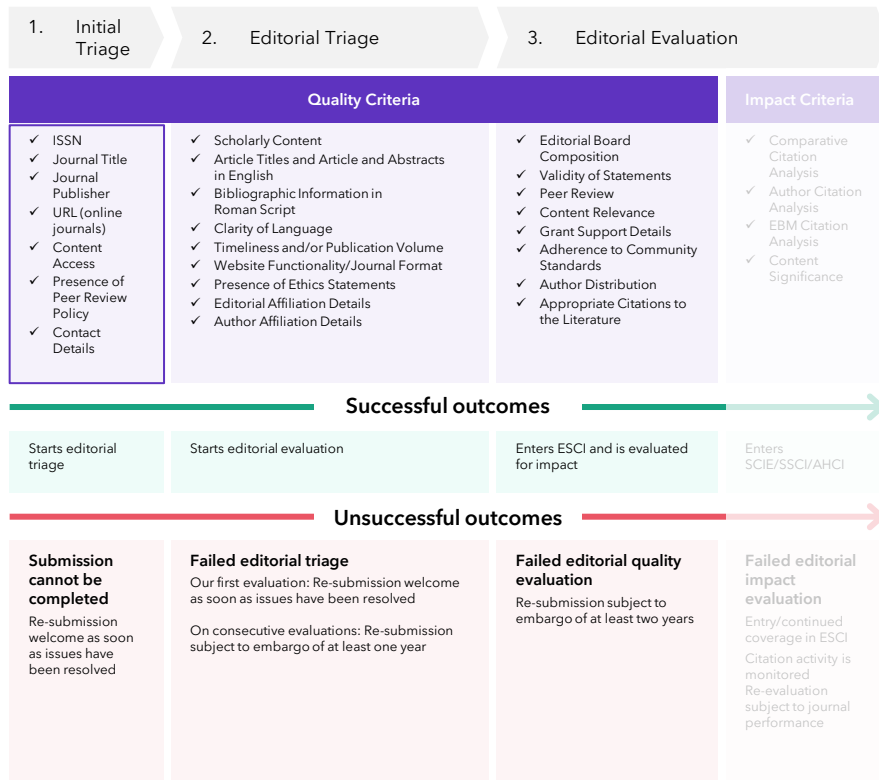 1. Initial
Triage
2. Editorial Triage
3. Editorial Evaluation
Quality Criteria
Impact Criteria
✓ ISSN
✓ Journal Title
✓ Journal
Publisher
✓ URL (online
journals)
✓ Content
Access
✓ Presence of
Peer Review
Policy
✓ Contact
Details
✓ Scholarly Content
✓ Article Titles and Article and Abstracts
in English
✓ Bibliographic Information in
Roman Script
✓ Clarity of Language
✓ Timeliness and/or Publication Volume
✓ Website Functionality/Journal Format
✓ Presence of Ethics Statements
✓ Editorial Affiliation Details
✓ Author Affiliation Details
✓ Editorial Board
Composition
✓ Validity of Statements
✓ Peer Review
✓ Content Relevance
✓ Grant Support Details
✓ Adherence to Community
Standards
✓ Author Distribution
✓ Appropriate Citations to
the Literature
✓ Comparative
Citation
Analysis
✓ Author Citation
Analysis
✓ EBM Citation
Analysis
✓ Content
Significance
Successful outcomes
Starts editorial
triage
Starts editorial evaluation
Enters ESCI and is evaluated
for impact
Enters
SCIE/SSCI/AHCI
Unsuccessful outcomes
Submission
cannot be
completed
Re-submission
welcome as soon
as issues have
been resolved
Failed editorial triage
Our first evaluation: Re-submission welcome
as soon as issues have been resolved
On consecutive evaluations: Re-submission
subject to embargo of at least one year
Failed editorial quality
evaluation
Re-submission subject to
embargo of at least two years
Failed editorial
impact
evaluation
Entry/continued
coverage in ESCI
Citation activity is
monitored
Re-evaluation
subject to journal
performance